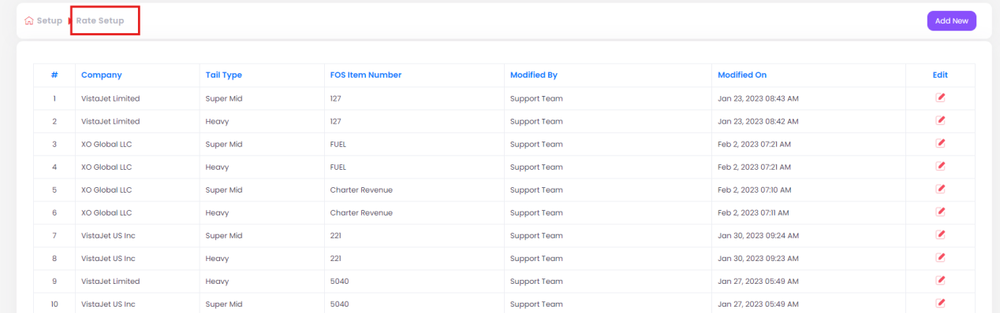 Setup Rate Setup Add New
# Company Tail Type FOS Item Number Modified By Modified On Edit
1 VistaJet Limited Super Mid 127 Support Team Jan 23, 2023 08:43 AM
2 VistaJet Limited Heavy 127 Support Team Jan 23, 2023 08:42 AM
3 XO Global LLC Super Mid FUEL Support Team Feb 2, 2023 07:21 AM
4 XO Global LLC Heavy FUEL Support Team Feb 2, 2023 07:21 AM
5 XO Global LLC Super Mid Charter Revenue Support Team Feb 2, 2023 07:10 AM
6 XO Global LLC Heavy Charter Revenue Support Team Feb 2, 2023 07:11 AM
7 VistaJet US Inc Super Mid 221 Support Team Jan 30, 2023 09:24 AM
8 VistaJet US Inc Heavy 221 Support Team Jan 30, 2023 09:23 AM
9 VistaJet Limited Heavy 5040 Support Team Jan 27, 2023 05:49 AM
10 VistaJet US Inc Super Mid 5040 Support Team Jan 27, 2023 05:49 AM